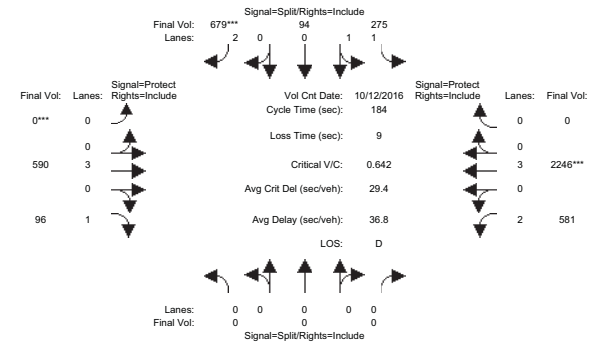 Signal=Split/Rights=Include
Final Vol: 679*** 94 275
Lanes: 2 0 0 1 1
Signal=Protect Signal=Protect
Final Vol: Lanes: Rights=Include Vol Cnt Date: 10/12/2016 Rights=Include Lanes: Final Vol:
Cycle Time (sec): 184
0*** 0 0 0
Loss Time (sec): 9
0 0
590 3 Critical V/C: 0.642 3 2246***
0 Avg Crit Del (sec/veh): 29.4 0
96 1 Avg Delay (sec/veh): 36.8 2 581
LOS: D
Lanes: 0 0 0 0 0
Final Vol: 0 0 0
Signal=Split/Rights=Include